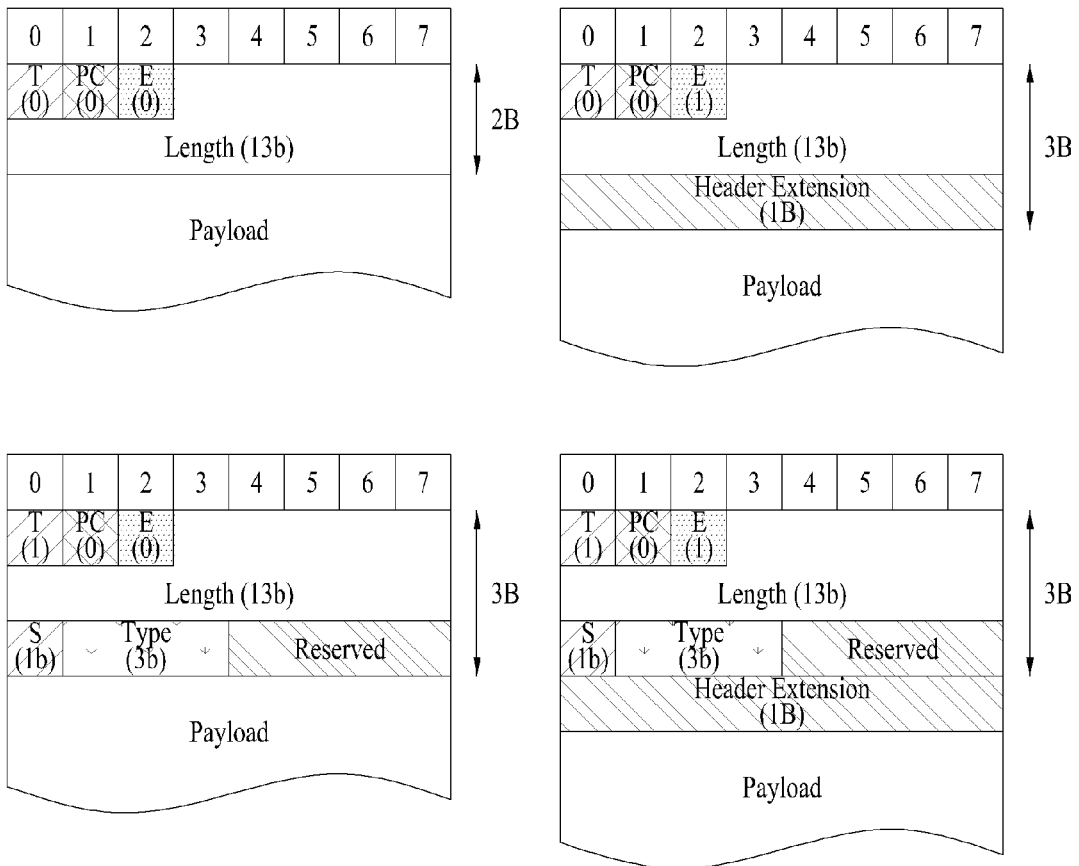 0 1 2 3 4 5 6 7
T PC E
(0) (0) (0)
Length (13b)
Payload
2B
0 1 2 3 4 5 6 7
T PC E
(0) (0) (1)
Length (13b)
Header Extension
(1B)
Payload
3B
0 1 2 3 4 5 6 7
T PC E
(1) (0) (0)
Length (13b)
S Type Reserved
(1b) (3b)
Payload
3B
0 1 2 3 4 5 6 7
T PC E
(1) (0) (1)
Length (13b)
S Type Reserved
(1b) (3b)
Header Extension
(1B)
Payload
3B